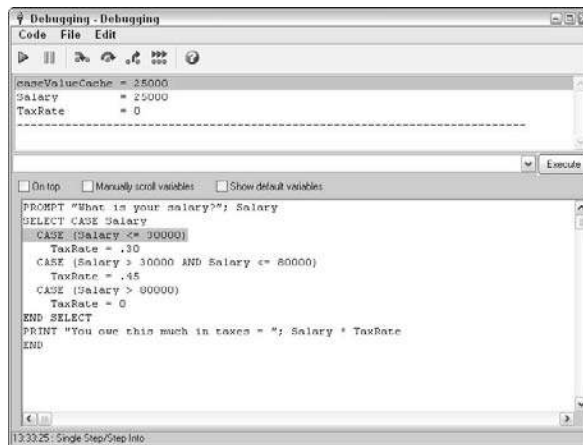 Debugging - Debugging
Code File Edit
caseValueCache = 25000
Salary = 25000
TaxRate = 0
--------------------------------------------------------------------------
Execute
On top Manually scroll variables Show default variables
PROMPT "What is your salary?"; Salary
SELECT CASE Salary
CASE (Salary <= 30000)
TaxRate = .30
CASE (Salary > 30000 AND Salary <= 80000)
TaxRate = .45
CASE (Salary > 80000)
TaxRate = 0
END SELECT
PRINT "You owe this much in taxes = "; Salary * TaxRate
END
13:33:25 : Single Step/Step Into